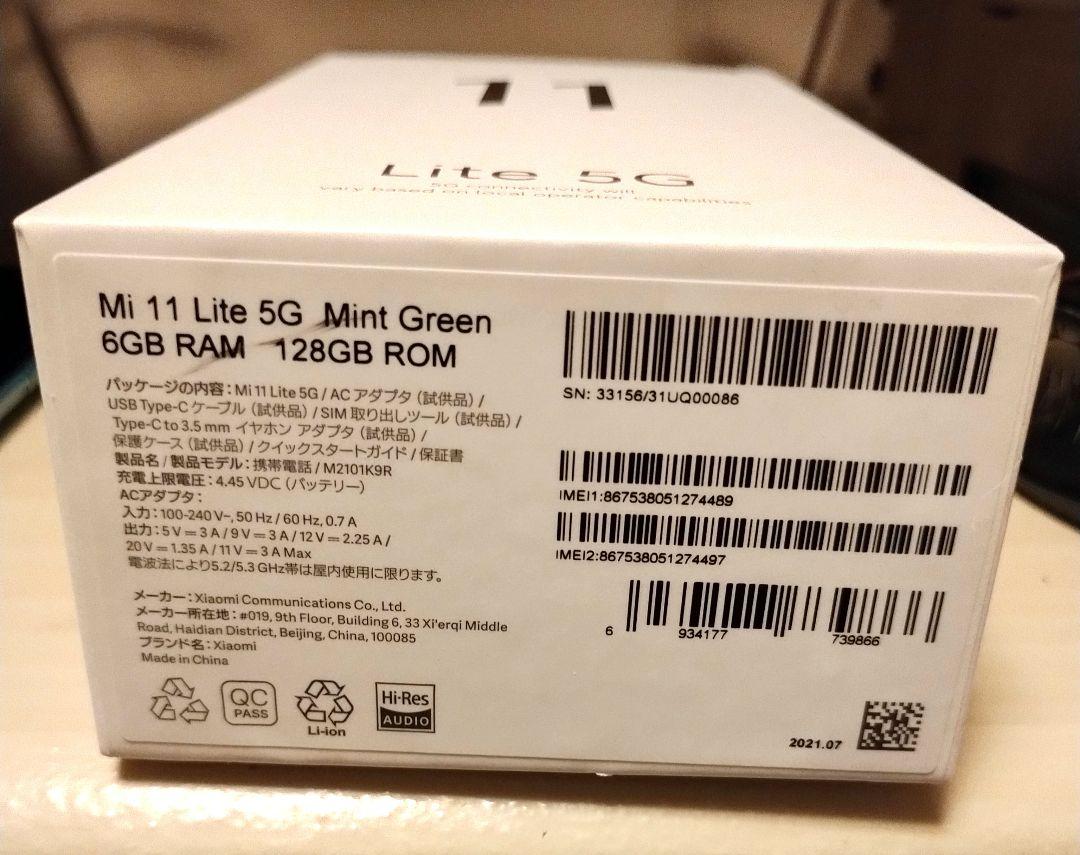 11
Lite 5G
5G connectivity will
vary based on local operator capabilities
Mi 11 Lite 5G Mint Green
6GB RAM 128GB ROM
パッケージの内容：Mi 11 Lite 5G / AC アダプタ（試供品）/
USB Type-C ケーブル（試供品）/ SIM 取り出しツール（試供品）/
Type-C to 3.5 mm イヤホン アダプタ（試供品）/
保護ケース（試供品）/ クイックスタートガイド / 保証書
製品名 / 製品モデル：携帯電話 / M2101K9R
充電上限電圧：4.45 VDC（バッテリー）
ACアダプタ：
入力：100-240 V~, 50 Hz / 60 Hz, 0.7 A
出力：5 V ⎓ 3 A / 9 V ⎓ 3 A / 12 V ⎓ 2.25 A /
20 V ⎓ 1.35 A / 11 V ⎓ 3 A Max
電波法により5.2/5.3 GHz帯は屋内使用に限ります。
メーカー：Xiaomi Communications Co., Ltd.
メーカー所在地：#019, 9th Floor, Building 6, 33 Xi'erqi Middle
Road, Haidian District, Beijing, China, 100085
ブランド名：Xiaomi
Made in China
QC
PASS
Li-ion
Hi-Res
AUDIO
SN: 33156/31UQ00086
IMEI1:867538051274489
IMEI2:867538051274497
6 934177 739866
2021.07